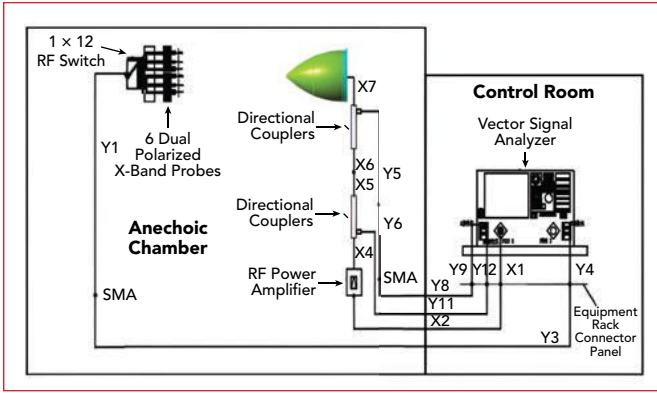 1 × 12
RF Switch
Y1
6 Dual
Polarized
X-Band Probes
Anechoic
Chamber
SMA
X7
Directional
Couplers
X6
X5
Y5
Directional
Couplers
Y6
X4
RF Power
Amplifier
SMA
Control Room
Vector Signal
Analyzer
Y9
Y12
X1
Y4
Y8
Y11
X2
Y3
Equipment
Rack
Connector
Panel